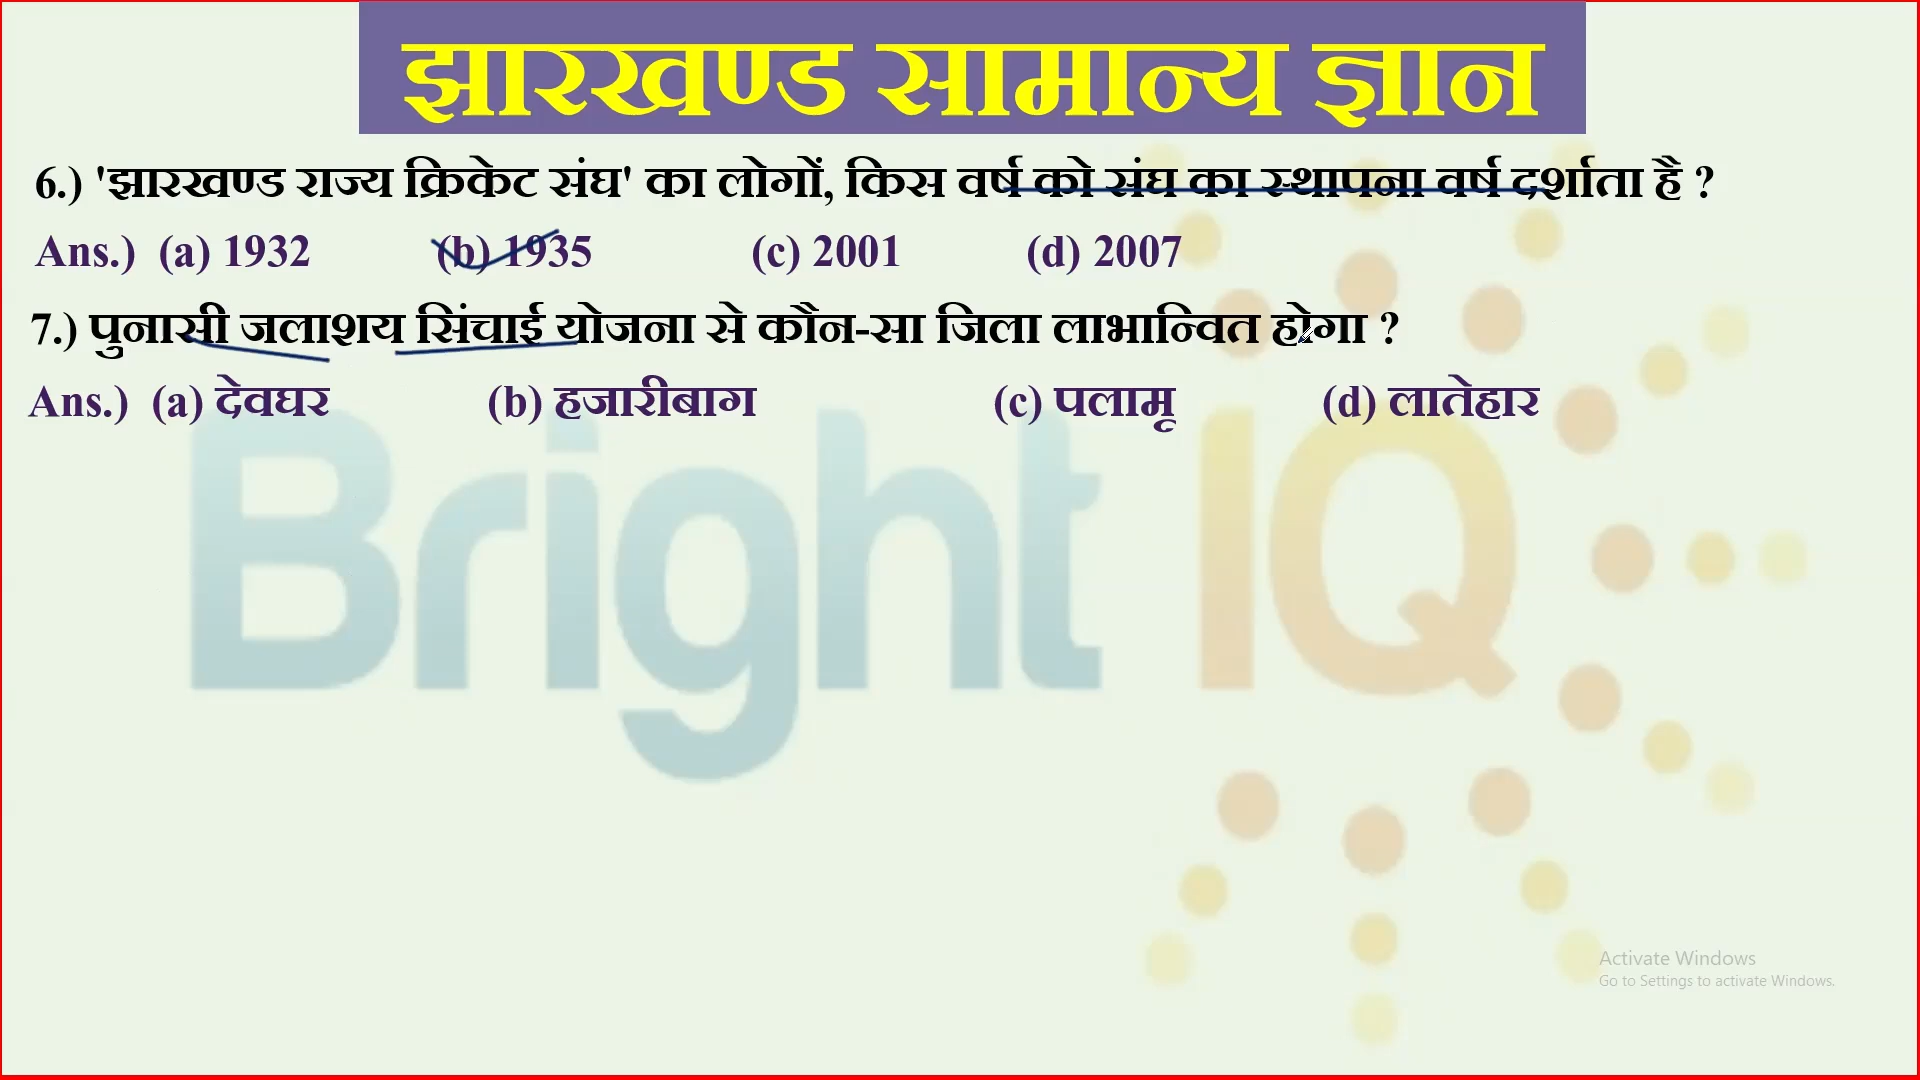 झारखण्ड सामान्य ज्ञान
6.) 'झारखण्ड राज्य क्रिकेट संघ' का लोगों, किस वर्ष को संघ का स्थापना वर्ष दर्शाता है ?
Ans.) (a) 1932 (b) 1935 (c) 2001 (d) 2007
7.) पुनासी जलाशय सिंचाई योजना से कौन-सा जिला लाभान्वित होगा ?
Ans.) (a) देवघर (b) हजारीबाग (c) पलामू (d) लातेहार
Bright IQ
Activate Windows
Go to Settings to activate Windows.